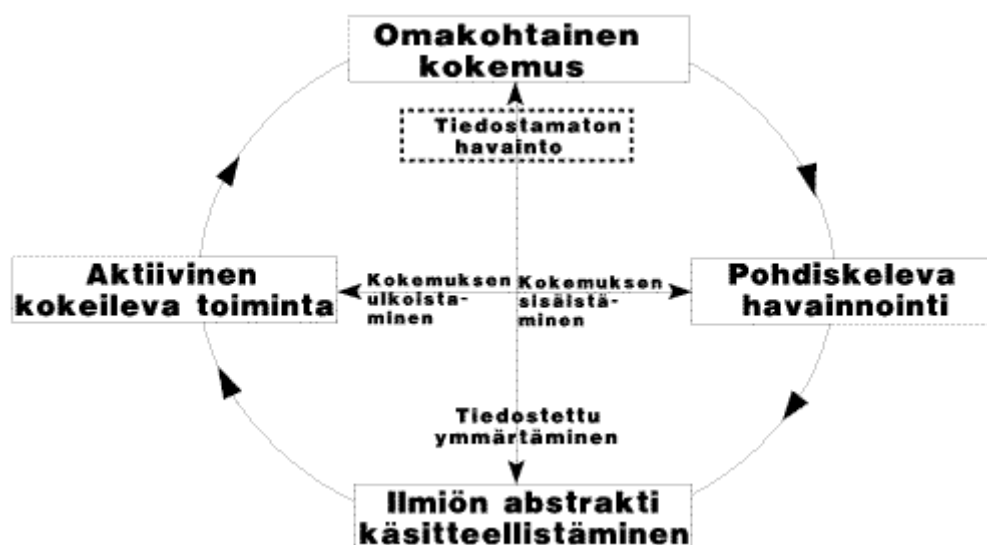 Omakohtainen
kokemus
Tiedostamaton
havainto
Aktiivinen
kokeileva toiminta
Kokemuksen
ulkoista-
minen
Kokemuksen
sisäistä-
minen
Pohdiskeleva
havainnointi
Tiedostettu
ymmärtäminen
Ilmiön abstrakti
käsitteellistäminen